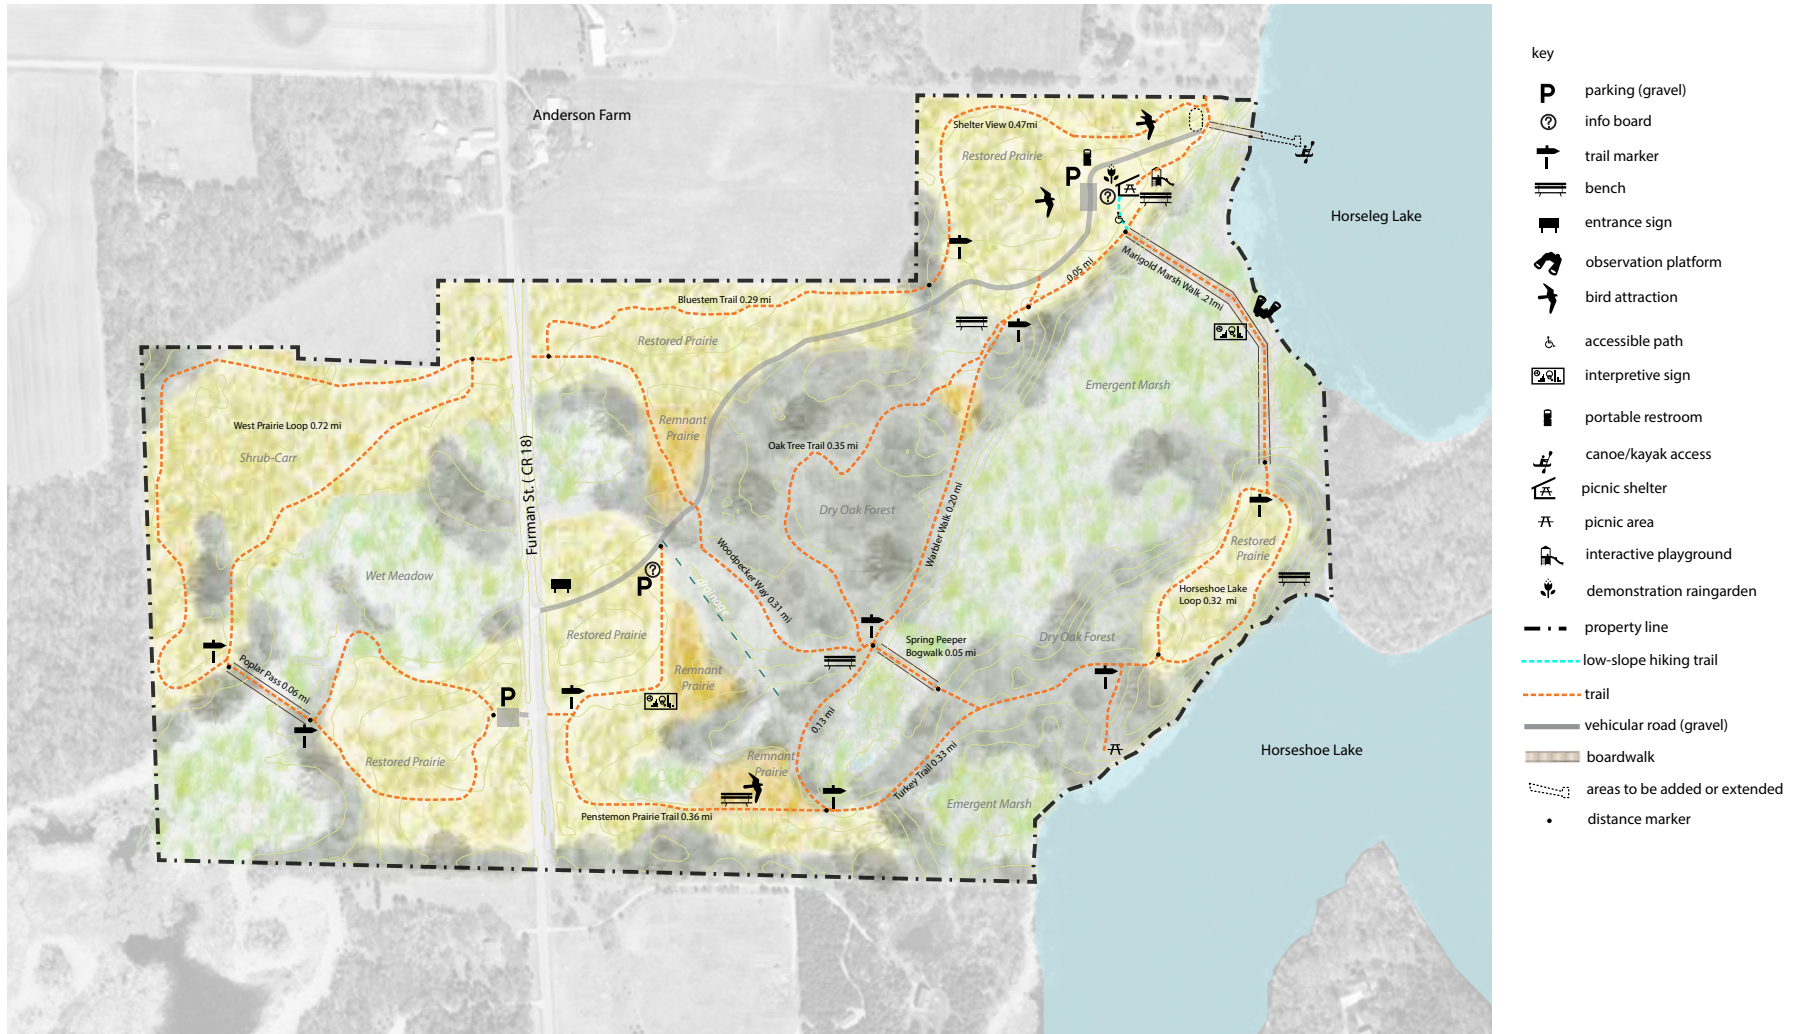 Anderson Farm
Shelter View 0.47mi
Restored Prairie
P
Horseleg Lake
0.05 mi
Marigold Marsh Walk .21mi
Bluestem Trail 0.29 mi
Restored Prairie
Emergent Marsh
West Prairie Loop 0.72 mi
Shrub-Carr
Furman St. ( CR 18)
Remnant
Prairie
Oak Tree Trail 0.35 mi
Dry Oak Forest
Warbler Walk 0.20 mi
Restored
Prairie
Woodpecker Way 0.31 mi
Wet Meadow
P
drainage
Horseshoe Lake
Loop 0.32 mi
Restored Prairie
Spring Peeper
Bogwalk 0.05 mi
Dry Oak Forest
Poplar Pass 0.06 mi
Remnant
Prairie
P
0.13 mi
Restored Prairie
Remnant
Prairie
Turkey Trail 0.33 mi
Horseshoe Lake
Emergent Marsh
Penstemon Prairie Trail 0.36 mi
key
P parking (gravel)
info board
trail marker
bench
entrance sign
observation platform
bird attraction
accessible path
interpretive sign
portable restroom
canoe/kayak access
picnic shelter
picnic area
interactive playground
demonstration raingarden
property line
low-slope hiking trail
trail
vehicular road (gravel)
boardwalk
areas to be added or extended
distance marker